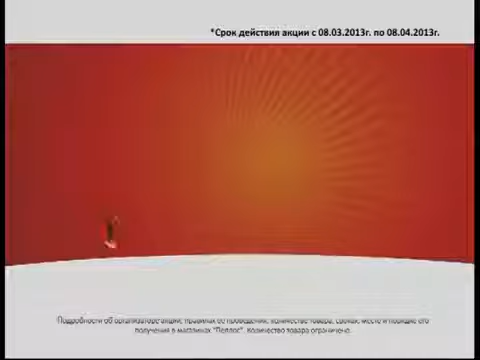 *Срок действия акции с 08.03.2013г. по 08.04.2013г.
Подробности об организаторе акции, правилах ее проведения, количестве товара, сроках, месте и порядке его
получения в магазинах "Пеплос". Количество товара ограничено.